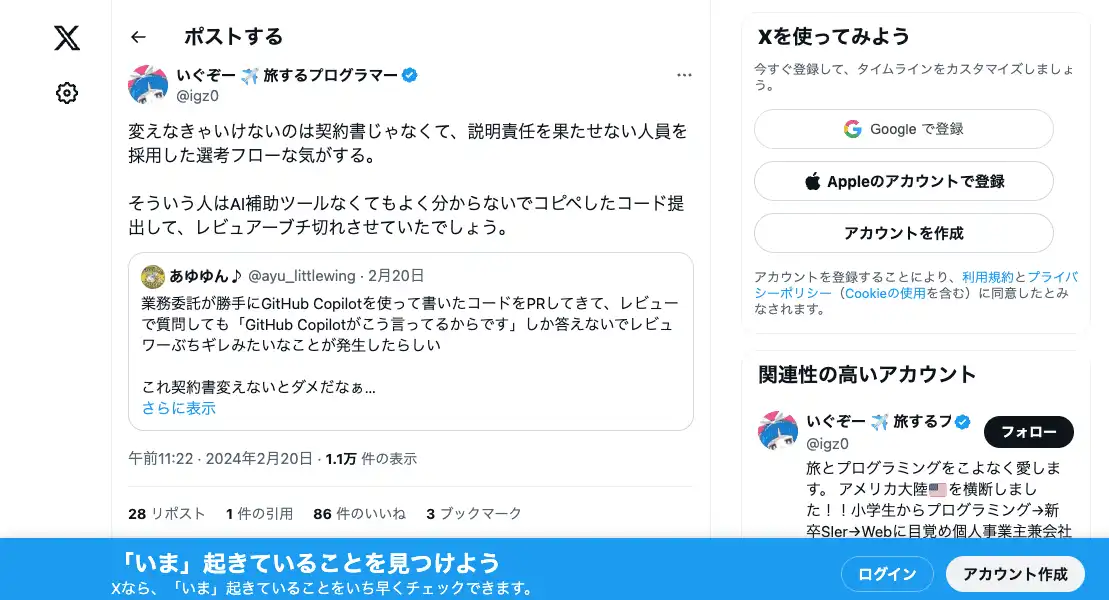 ポストする
いぐぞー ✈️ 旅するプログラマー
@igz0
変えなきゃいけないのは契約書じゃなくて、説明責任を果たせない人員を
採用した選考フローな気がする。
そういう人はAI補助ツールなくてもよく分からないでコピペしたコード提
出して、レビュアーブチ切れさせていたでしょう。
あゆゆん♪ @ayu_littlewing · 2月20日
業務委託が勝手にGitHub Copilotを使って書いたコードをPRしてきて、レビュー
で質問しても「GitHub Copilotがこう言ってるからです」しか答えないでレビュ
ワーぶちギレみたいなことが発生したらしい
これ契約書変えないとダメだなぁ…
さらに表示
午前11:22 · 2024年2月20日 · 1.1万 件の表示
28 リポスト 1 件の引用 86 件のいいね 3 ブックマーク
Xを使ってみよう
今すぐ登録して、タイムラインをカスタマイズしましょ
う。
Google で登録
Appleのアカウントで登録
アカウントを作成
アカウントを登録することにより、利用規約とプライバ
シーポリシー（Cookieの使用を含む）に同意したとみ
なされます。
関連性の高いアカウント
いぐぞー ✈️ 旅するプ
@igz0
フォロー
旅とプログラミングをこよなく愛しま
す。 アメリカ大陸🇺🇸を横断しまし
た！！小学生からプログラミング→新
卒SIer→Webに目覚め個人事業主兼会社
「いま」起きていることを見つけよう
Xなら、「いま」起きていることをいち早くチェックできます。
ログイン
アカウント作成